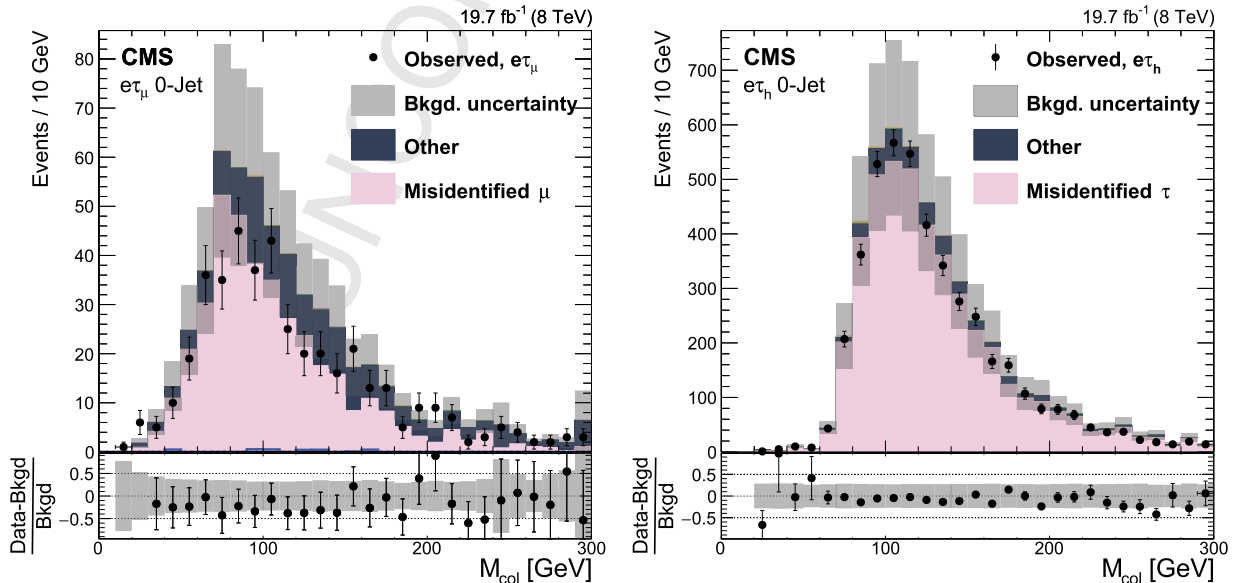 19.7 fb⁻¹ (8 TeV)
CMS
eτμ 0-Jet
Observed, eτμ
Bkgd. uncertainty
Other
Misidentified μ
Events / 10 GeV
80
70
60
50
40
30
20
10
0
UNCO
Data-Bkgd
Bkgd
0.5
0
−0.5
0
100
200
300
M_col [GeV]
19.7 fb⁻¹ (8 TeV)
CMS
eτh 0-Jet
Observed, eτh
Bkgd. uncertainty
Other
Misidentified τ
Events / 10 GeV
700
600
500
400
300
200
100
0
Data-Bkgd
Bkgd
0.5
0
−0.5
0
100
200
300
M_col [GeV]